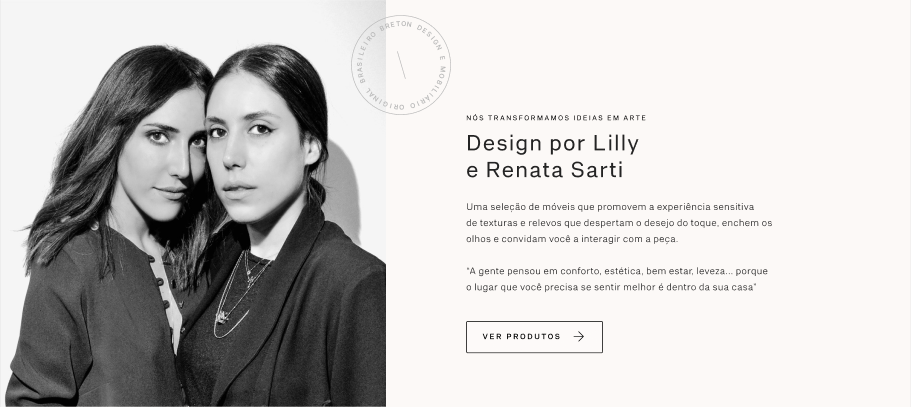 BRETON DESIGN E MOBILIÁRIO ORIGINAL BRASILEIRO
NÓS TRANSFORMAMOS IDEIAS EM ARTE
Design por Lilly
e Renata Sarti
Uma seleção de móveis que promovem a experiência sensitiva
de texturas e relevos que despertam o desejo do toque, enchem os
olhos e convidam você a interagir com a peça.
"A gente pensou em conforto, estética, bem estar, leveza... porque
o lugar que você precisa se sentir melhor é dentro da sua casa"
VER PRODUTOS